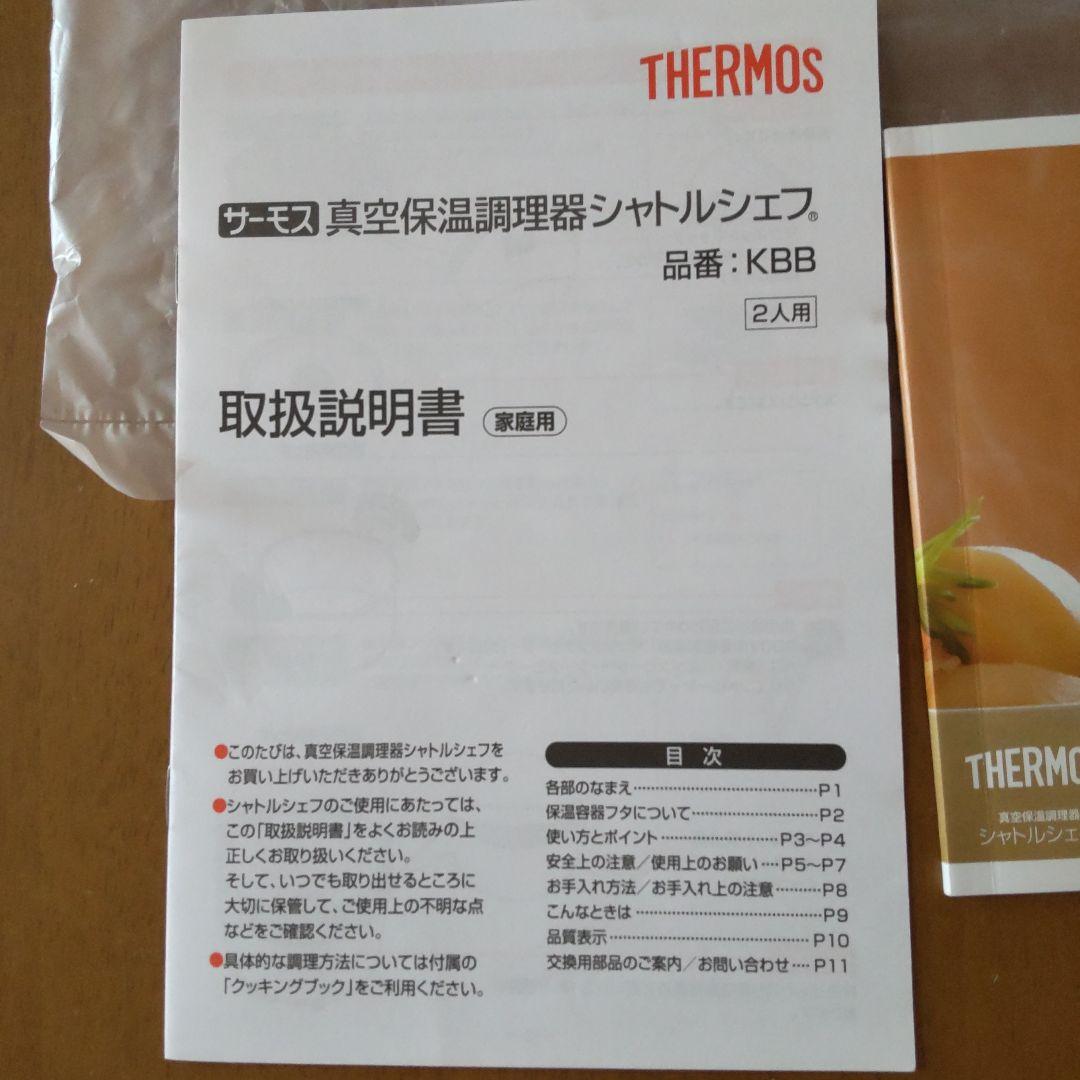 THERMOS
サーモス 真空保温調理器シャトルシェフ®
品番：KBB
2人用
取扱説明書 家庭用
●このたびは、真空保温調理器シャトルシェフを
お買い上げいただきありがとうございます。
●シャトルシェフのご使用にあたっては、
この「取扱説明書」をよくお読みの上
正しくお取り扱いください。
そして、いつでも取り出せるところに
大切に保管して、ご使用上の不明な点
などをご確認ください。
●具体的な調理方法については付属の
「クッキングブック」をご利用ください。
目次
各部のなまえ……………………………P1
保温容器フタについて…………………P2
使い方とポイント………………P3～P4
安全上の注意／使用上のお願い…P5～P7
お手入れ方法／お手入れ上の注意………P8
こんなときは……………………………P9
品質表示………………………………P10
交換用部品のご案内／お問い合わせ…P11
THERMO
真空保温調理器
シャトルシェ